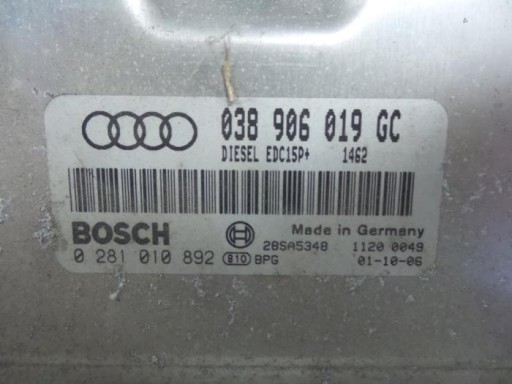 038 906 019 GC
DIESEL EDC15P+ 1462
BOSCH Made in Germany
28SA5348 1120 0049
0 281 010 892 B10 BPG 01-10-06